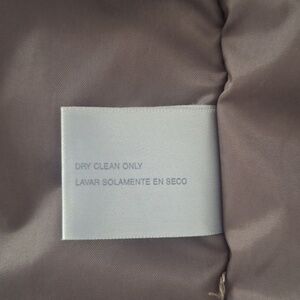 DRY CLEAN ONLY
LAVAR SOLAMENTE EN SECO